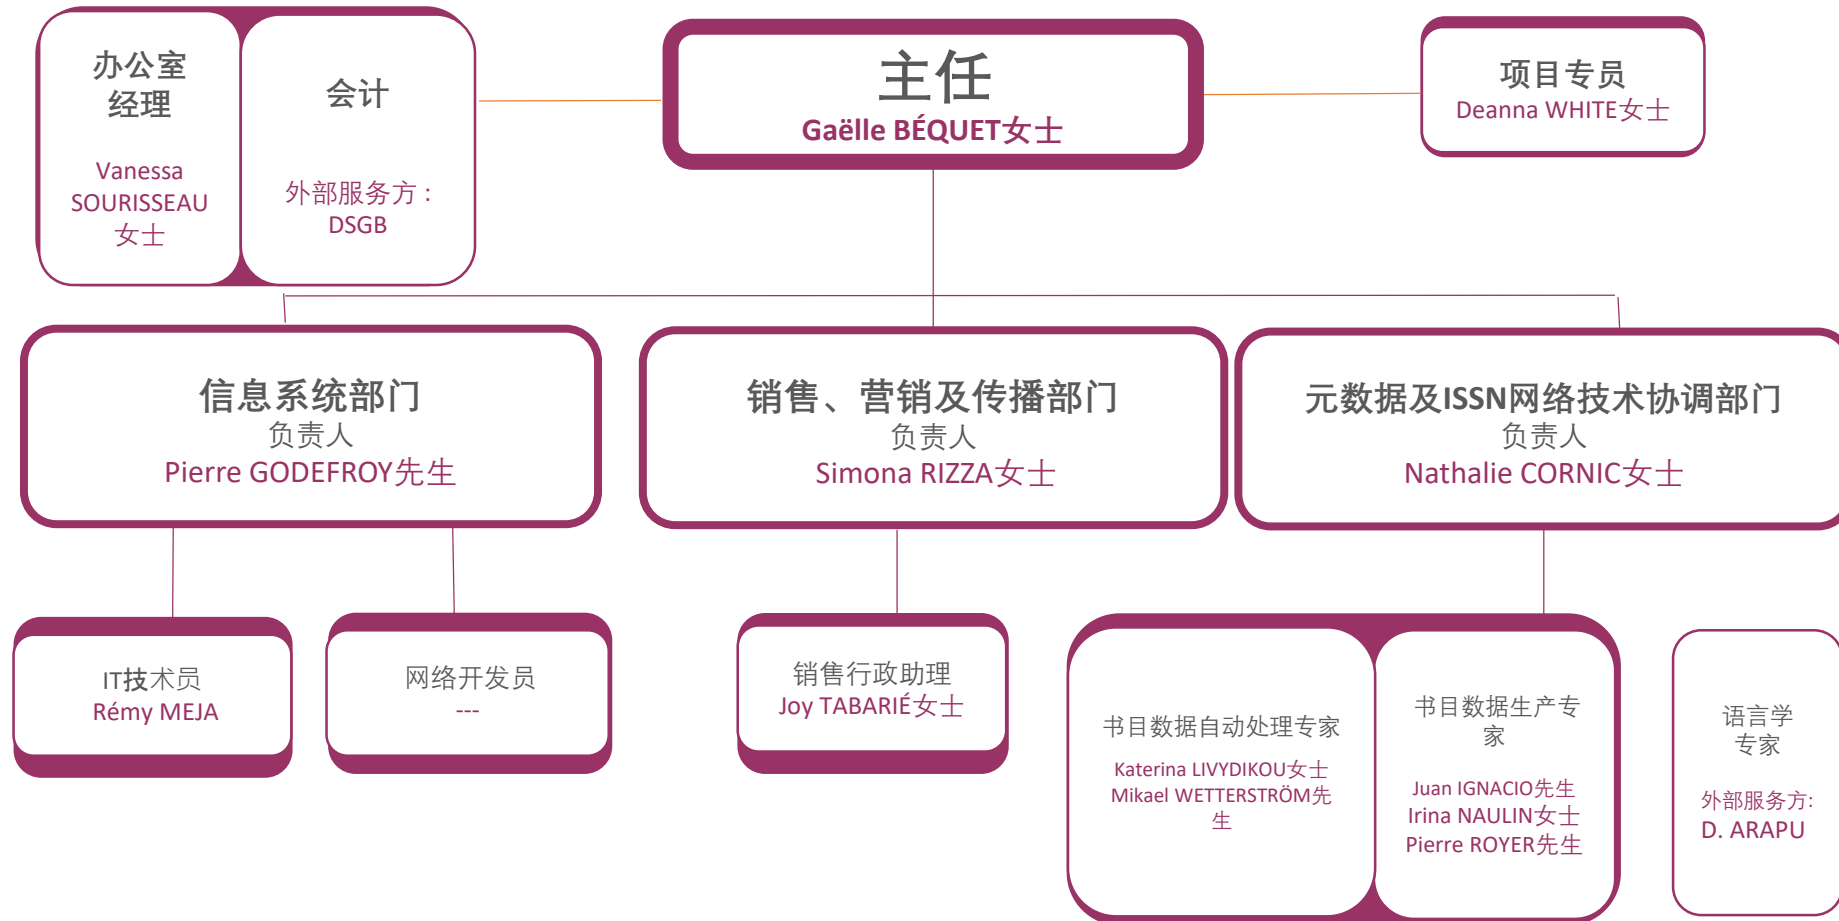 办公室
经理
Vanessa
SOURISSEAU
女士
会计
外部服务方：
DSGB
主任
Gaëlle BÉQUET女士
项目专员
Deanna WHITE女士
信息系统部门
负责人
Pierre GODEFROY先生
销售、营销及传播部门
负责人
Simona RIZZA女士
元数据及ISSN网络技术协调部门
负责人
Nathalie CORNIC女士
IT技术员
Rémy MEJA
网络开发员
---
销售行政助理
Joy TABARIÉ女士
书目数据自动处理专家
Katerina LIVYDIKOU女士
Mikael WETTERSTRÖM先
生
书目数据生产专
家
Juan IGNACIO先生
Irina NAULIN女士
Pierre ROYER先生
语言学
专家
外部服务方:
D. ARAPU